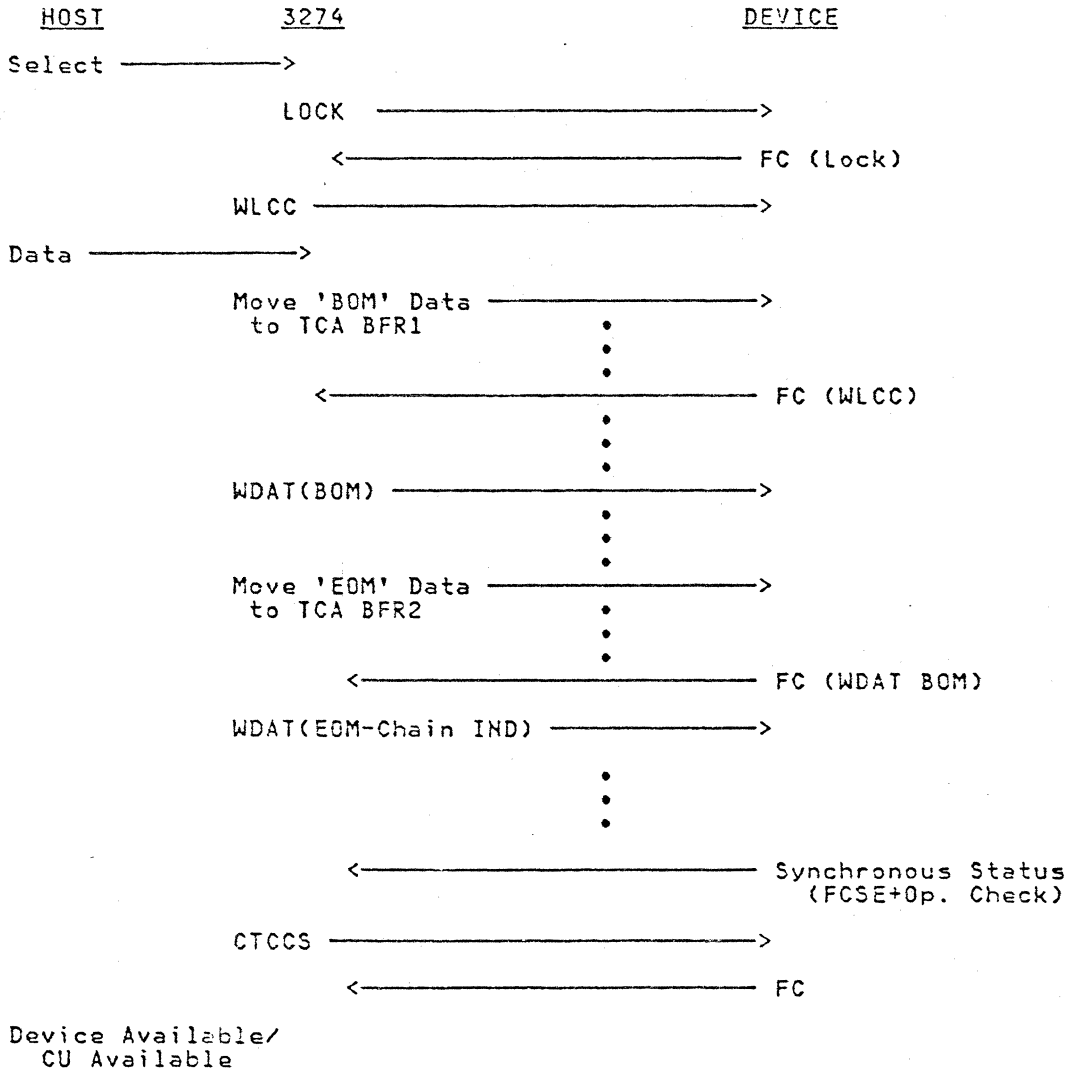 HOST 3274 DEVICE
Select
LOCK
FC (Lock)
WLCC
Data
Move 'BOM' Data
to TCA BFR1
FC (WLCC)
WDAT(BOM)
Move 'EOM' Data
to TCA BFR2
FC (WDAT BOM)
WDAT(EOM-Chain IND)
Synchronous Status
(FCSE+Op. Check)
CTCCS
FC
Device Available/
CU Available